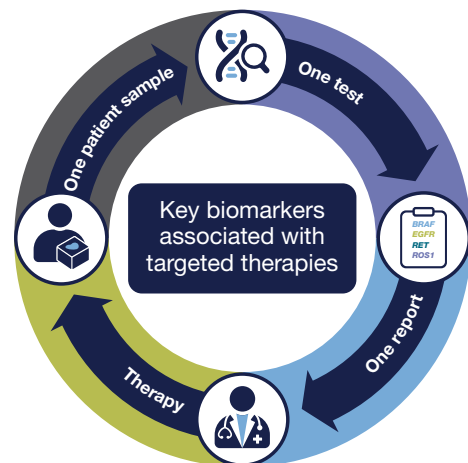 One patient sample
One test
Key biomarkers
associated with
targeted therapies
BRAF
EGFR
RET
ROS1
One report
Therapy